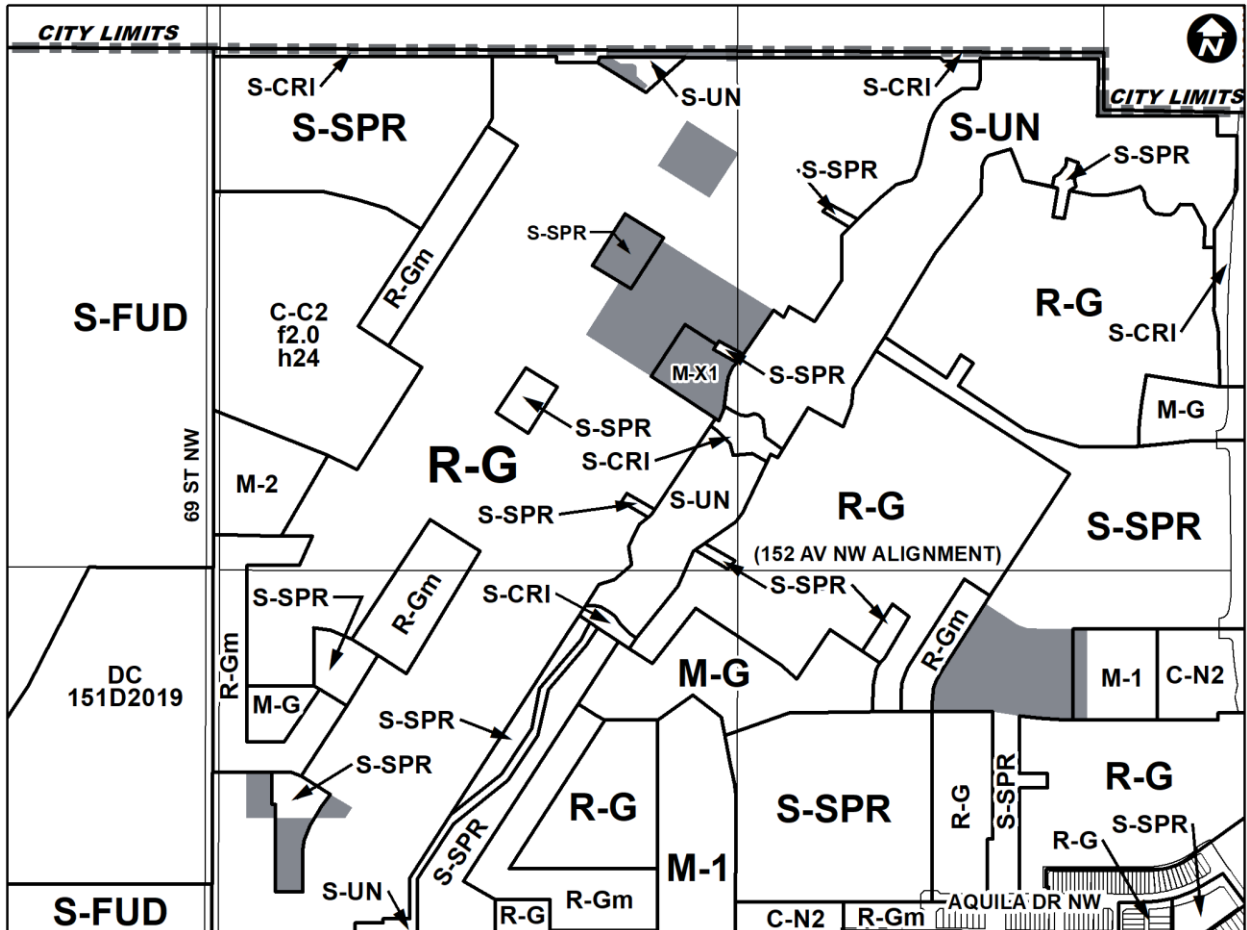 CITY LIMITS
N
S-CRI
S-UN
S-CRI
CITY LIMITS
S-SPR
S-UN
S-SPR
S-SPR
S-SPR
R-Gm
S-FUD
C-C2
f2.0
h24
R-G
S-CRI
M-X1
S-SPR
M-G
S-SPR
S-CRI
R-G
69 ST NW
M-2
S-UN
S-SPR
R-G
S-SPR
(152 AV NW ALIGNMENT)
S-SPR
S-SPR
R-Gm
S-CRI
R-Gm
R-Gm
DC
151D2019
M-G
M-G
M-1
C-N2
S-SPR
S-SPR
R-G
S-SPR
R-G
S-SPR
R-G
S-SPR
R-G
S-SPR
M-1
S-UN
S-FUD
R-G
R-Gm
C-N2
R-Gm
AQUILA DR NW